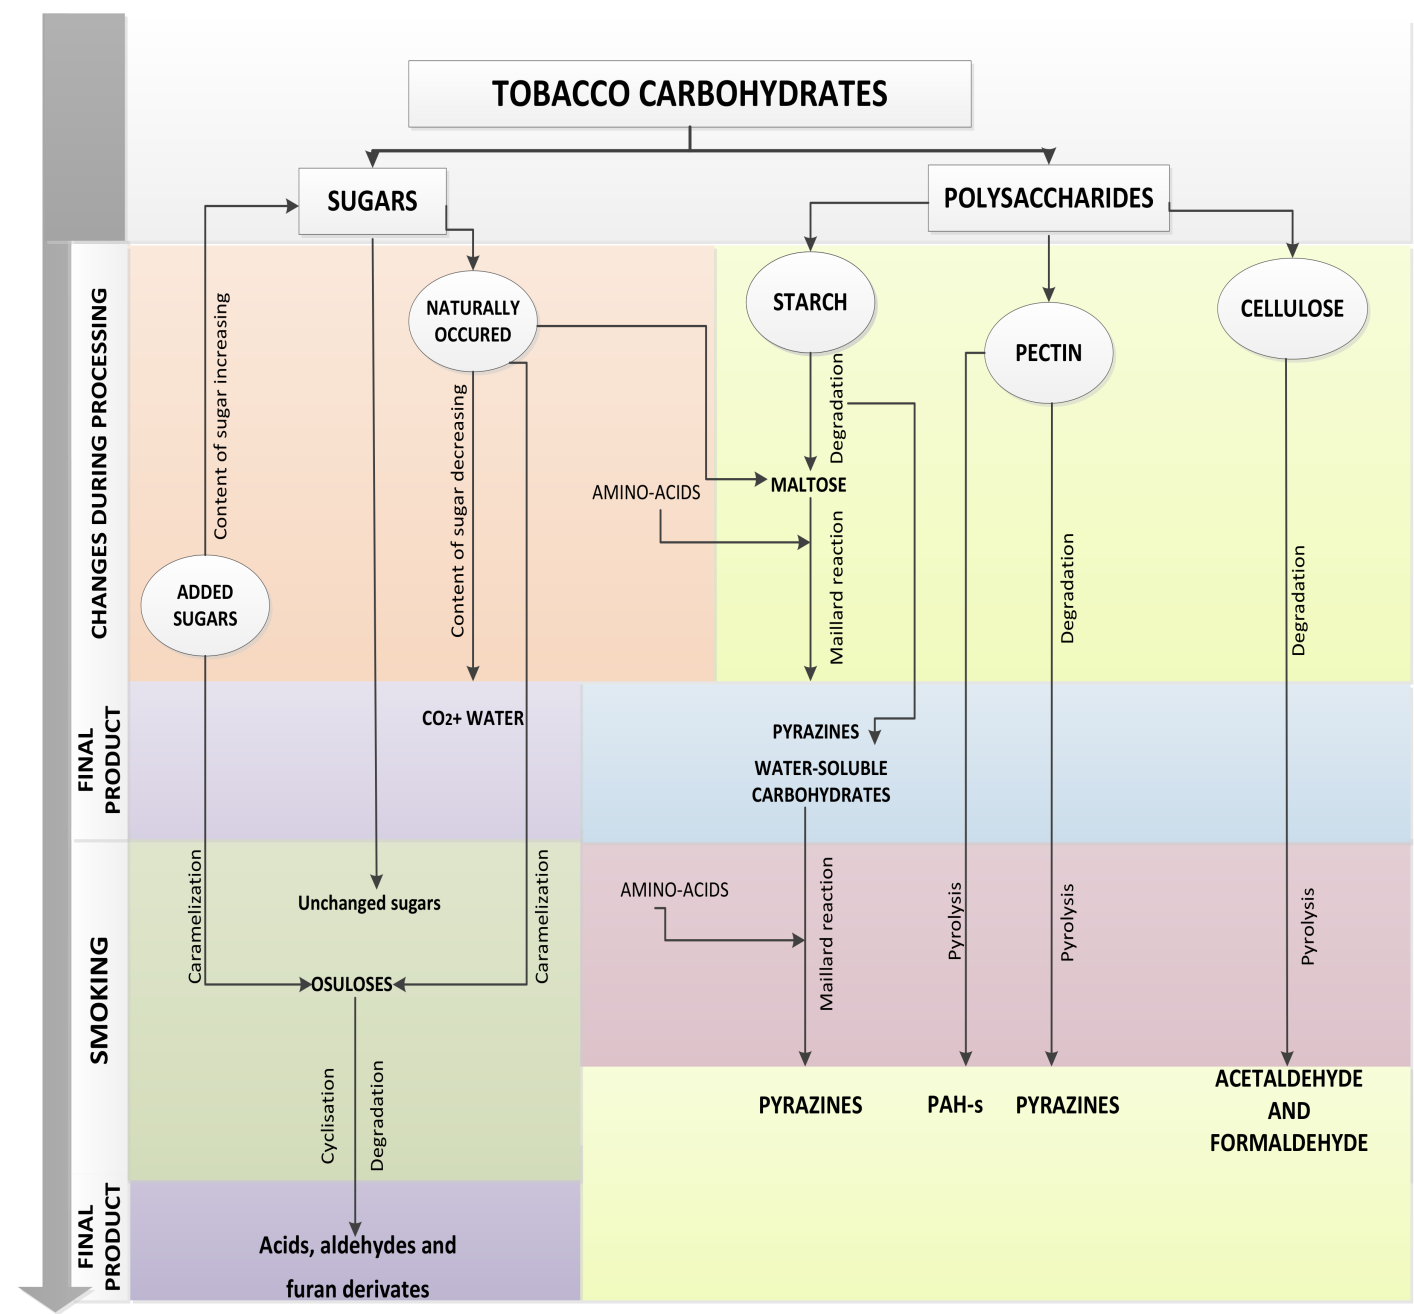 TOBACCO CARBOHYDRATES
SUGARS
POLYSACCHARIDES
CHANGES DURING PROCESSING
Content of sugar increasing
NATURALLY
OCCURED
STARCH
CELLULOSE
PECTIN
Content of sugar decreasing
Degradation
AMINO-ACIDS
MALTOSE
Maillard reaction
Degradation
Degradation
ADDED
SUGARS
FINAL
PRODUCT
CO2+ WATER
PYRAZINES
WATER-SOLUBLE
CARBOHYDRATES
SMOKING
Caramelization
Unchanged sugars
Caramelization
AMINO-ACIDS
Maillard reaction
Pyrolysis
Pyrolysis
Pyrolysis
OSULOSES
Cyclisation
Degradation
PYRAZINES
PAH-s
PYRAZINES
ACETALDEHYDE
AND
FORMALDEHYDE
FINAL
PRODUCT
Acids, aldehydes and
furan derivates